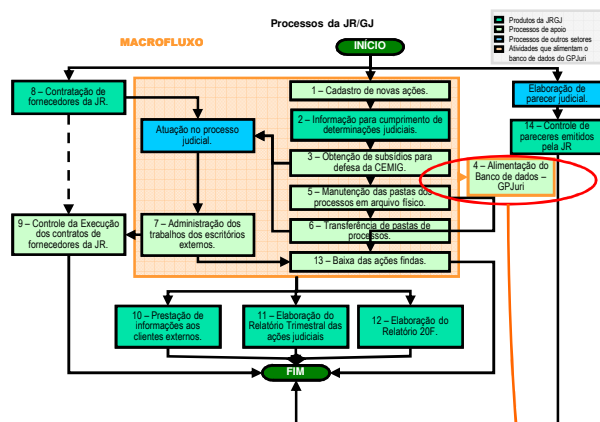 Processos da JR/GJ
Produtos da JRGJ
Processos de apoio
Processos de outros setores
Atividades que alimentam o
banco de dados do GPJuri
MACROFLUXO
INÍCIO
8 – Contratação de
fornecedores da JR.
1 – Cadastro de novas ações.
Elaboração de
parecer judicial.
2 – Informação para cumprimento de
determinações judiciais.
Atuação no processo
judicial.
14 – Controle de
pareceres emitidos
pela JR
3 – Obtenção de subsídios para
defesa da CEMIG.
4 – Alimentação do
Banco de dados –
GPJuri
5 – Manutenção das pastas dos
processos em arquivo físico.
9 – Controle da Execução
dos contratos de
fornecedores da JR.
7 – Administração dos
trabalhos dos escritórios
externos.
6 – Transferência de pastas de
processos.
13 – Baixa das ações findas.
10 – Prestação de
informações aos
clientes externos.
11 – Elaboração do
Relatório Trimestral das
ações judiciais
12 – Elaboração do
Relatório 20F.
FIM